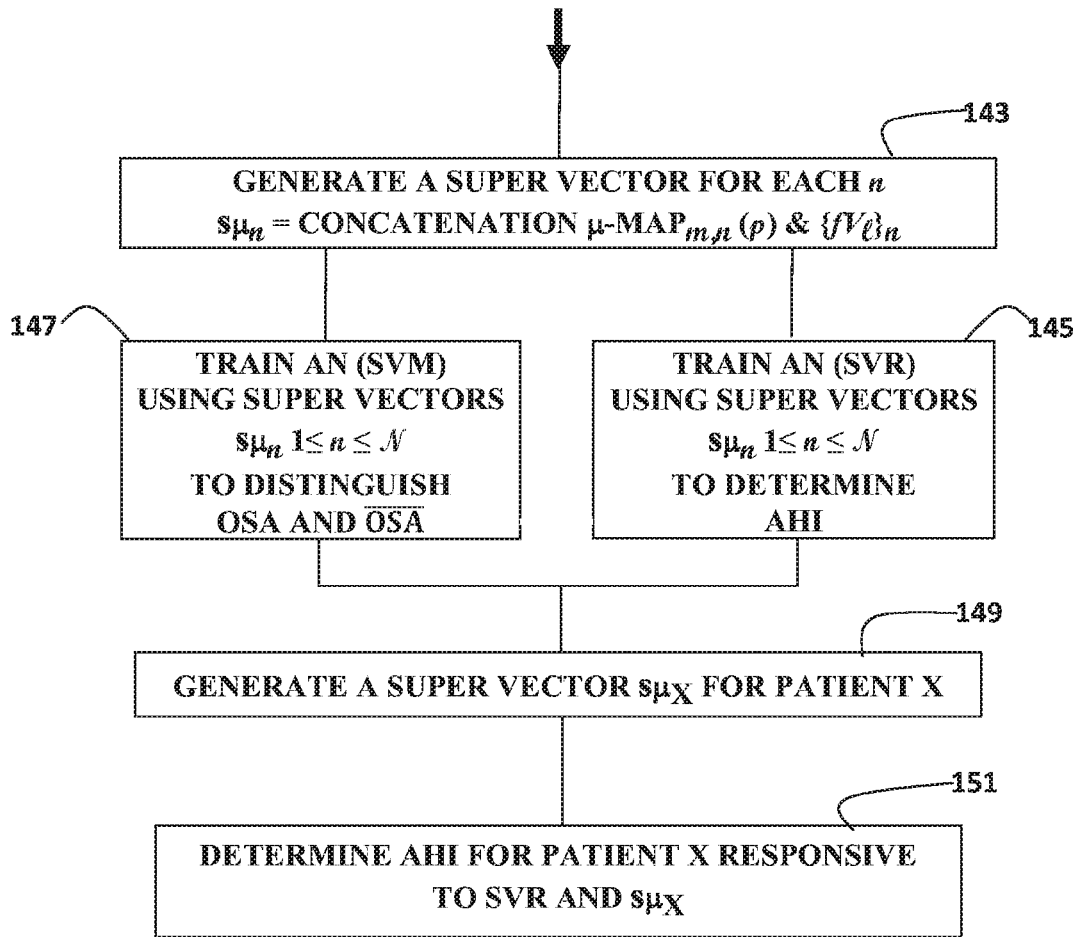 143
GENERATE A SUPER VECTOR FOR EACH n
sμn = CONCATENATION μ-MAPm,n (p) & {fVℓ}n
147
145
TRAIN AN (SVM)
USING SUPER VECTORS
sμn 1≤ n ≤ N
TO DISTINGUISH
OSA AND O̅S̅A̅
TRAIN AN (SVR)
USING SUPER VECTORS
sμn 1≤ n ≤ N
TO DETERMINE
AHI
149
GENERATE A SUPER VECTOR sμX FOR PATIENT X
151
DETERMINE AHI FOR PATIENT X RESPONSIVE
TO SVR AND sμX